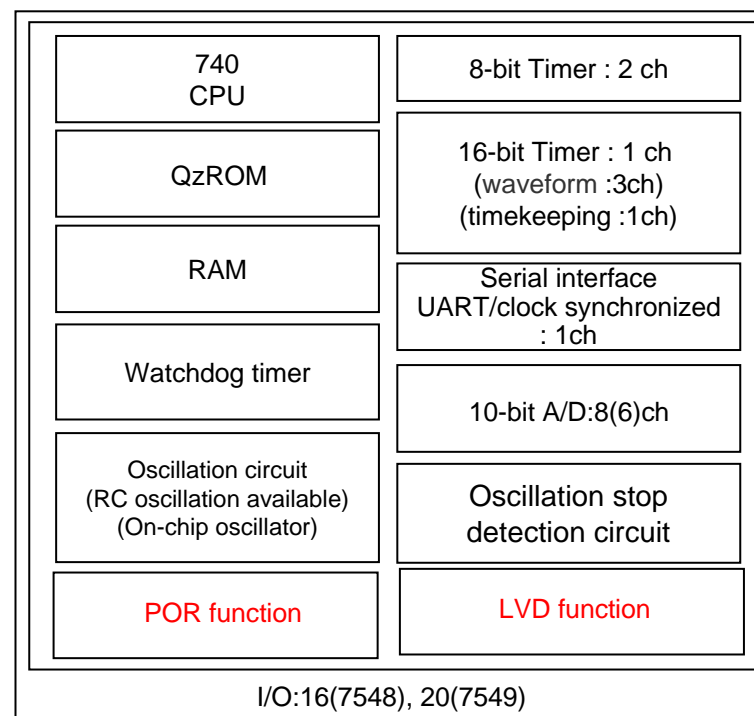 740
CPU
QzROM
RAM
Watchdog timer
Oscillation circuit
(RC oscillation available)
(On-chip oscillator)
POR function
8-bit Timer : 2 ch
16-bit Timer : 1 ch
(waveform :3ch)
(timekeeping :1ch)
Serial interface
UART/clock synchronized
: 1ch
10-bit A/D:8(6)ch
Oscillation stop
detection circuit
LVD function
I/O:16(7548), 20(7549)